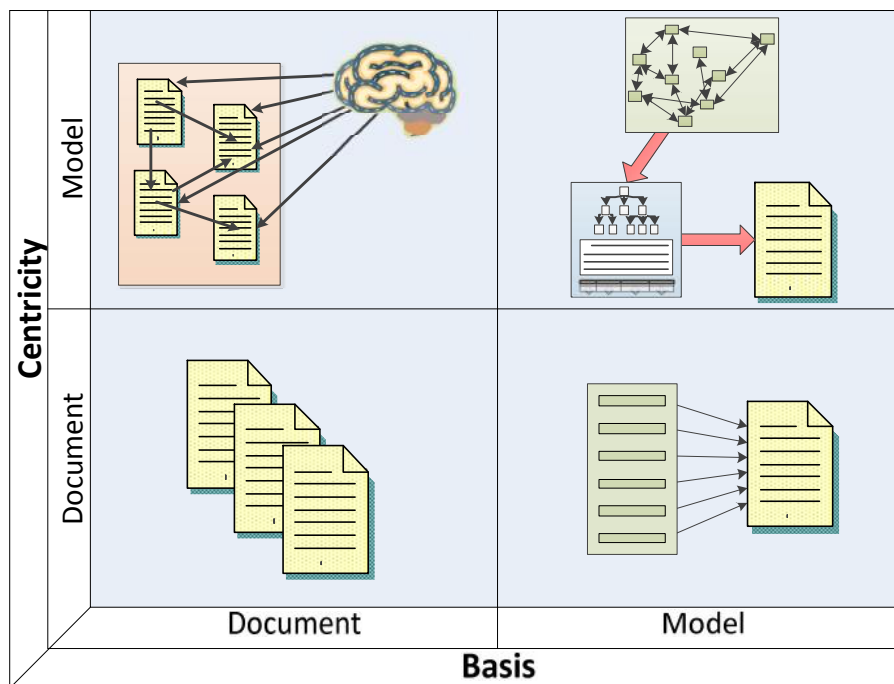 Centricity
Model
Document
Document
Model
Basis